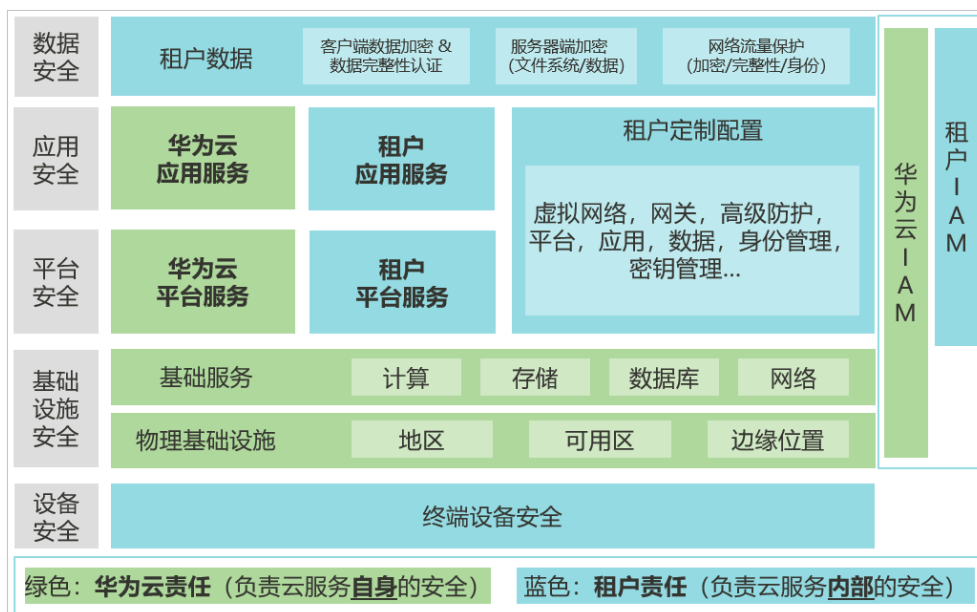 数据
安全
租户数据
客户端数据加密 &
数据完整性认证
服务器端加密
(文件系统/数据)
网络流量保护
(加密/完整性/身份)
应用
安全
华为云
应用服务
租户
应用服务
租户定制配置
虚拟网络，网关，高级防护，
平台，应用，数据，身份管理，
密钥管理...
平台
安全
华为云
平台服务
租户
平台服务
基础
设施
安全
基础服务
计算
存储
数据库
网络
物理基础设施
地区
可用区
边缘位置
设备
安全
终端设备安全
华为云IAM
租户IAM
绿色：华为云责任（负责云服务自身的安全）
蓝色：租户责任（负责云服务内部的安全）